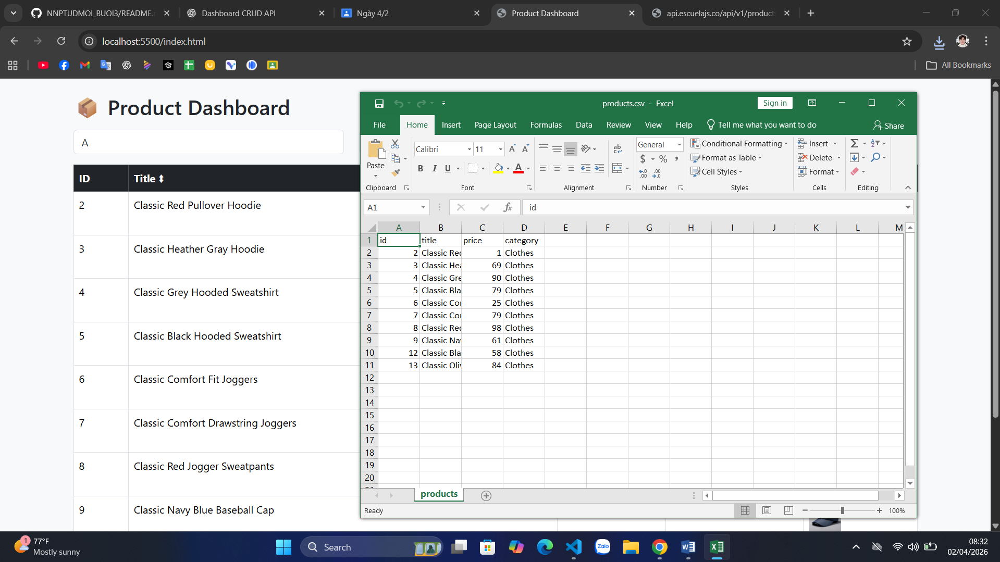 NNPTUDMOI_BUOI3/README.m
Dashboard CRUD API
Ngày 4/2
Product Dashboard
api.escuelajs.co/api/v1/products
localhost:5500/index.html
All Bookmarks
Product Dashboard
A
ID Title
2 Classic Red Pullover Hoodie
3 Classic Heather Gray Hoodie
4 Classic Grey Hooded Sweatshirt
5 Classic Black Hooded Sweatshirt
6 Classic Comfort Fit Joggers
7 Classic Comfort Drawstring Joggers
8 Classic Red Jogger Sweatpants
9 Classic Navy Blue Baseball Cap
products.csv - Excel
Sign in
File Home Insert Page Layout Formulas Data Review View Help Tell me what you want to do Share
Paste
Clipboard
Calibri 11
B I U
Font
Alignment
General
Number
Conditional Formatting
Format as Table
Cell Styles
Styles
Insert
Delete
Format
Cells
Editing
A1 fx id
A B C D E F G H I J K L M
1 id title price category
2 2 Classic Red 1 Clothes
3 3 Classic Hea 69 Clothes
4 4 Classic Gre 90 Clothes
5 5 Classic Bla 79 Clothes
6 6 Classic Cor 25 Clothes
7 7 Classic Cor 79 Clothes
8 8 Classic Red 98 Clothes
9 9 Classic Nav 61 Clothes
10 12 Classic Bla 58 Clothes
11 13 Classic Oliv 84 Clothes
12
13
14
15
16
17
18
19
20
products
Ready
100%
1
77°F
Mostly sunny
Search
Zalo
08:32
02/04/2026